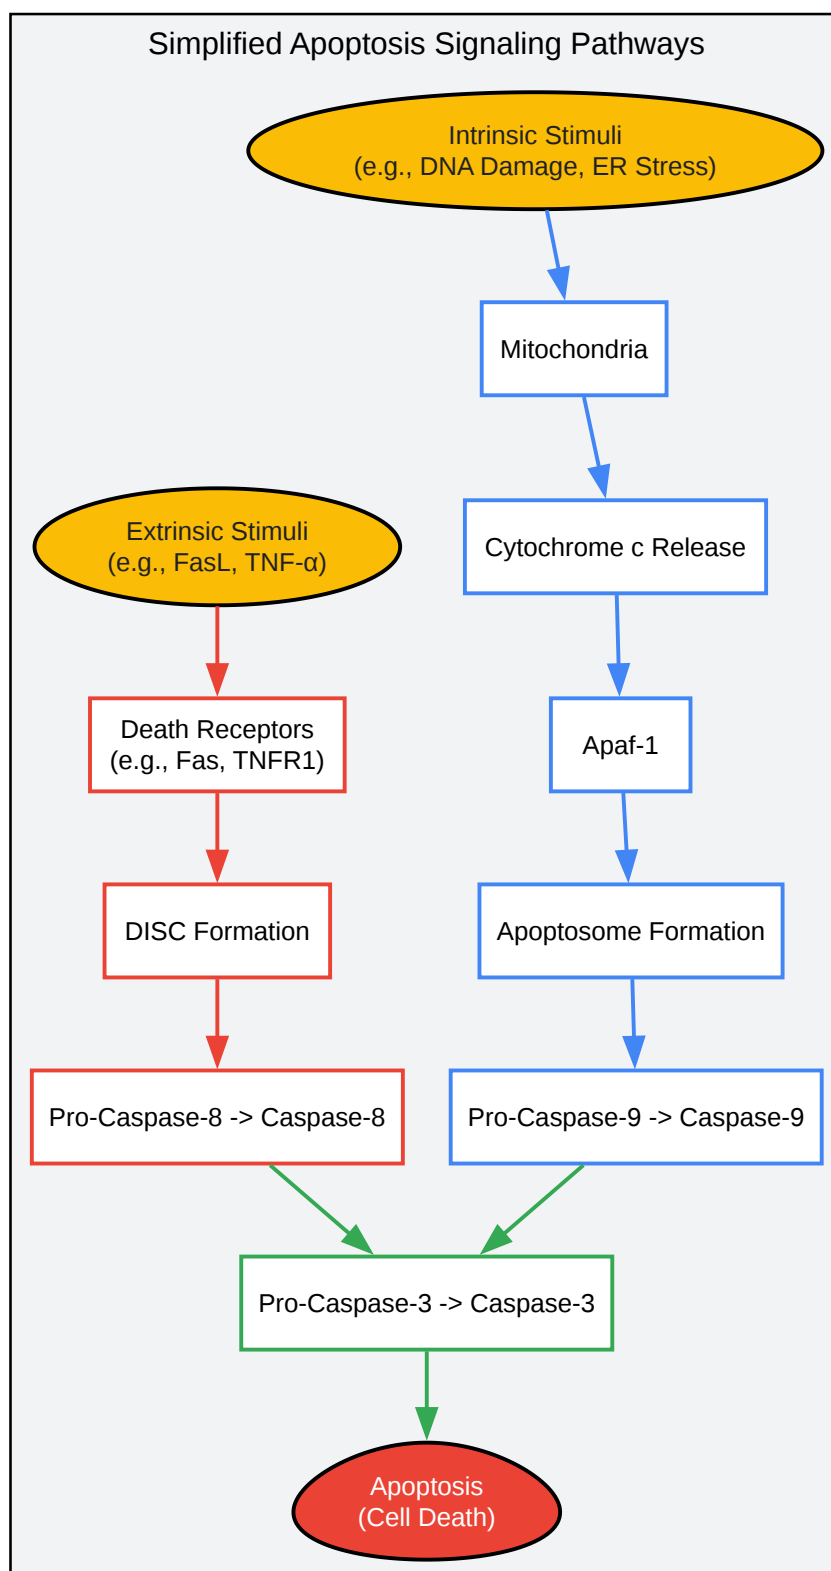 Simplified Apoptosis Signaling Pathways
Intrinsic Stimuli
(e.g., DNA Damage, ER Stress)
Mitochondria
Cytochrome c Release
Extrinsic Stimuli
(e.g., FasL, TNF-α)
Death Receptors
(e.g., Fas, TNFR1)
Apaf-1
DISC Formation
Apoptosome Formation
Pro-Caspase-8 -> Caspase-8
Pro-Caspase-9 -> Caspase-9
Pro-Caspase-3 -> Caspase-3
Apoptosis
(Cell Death)